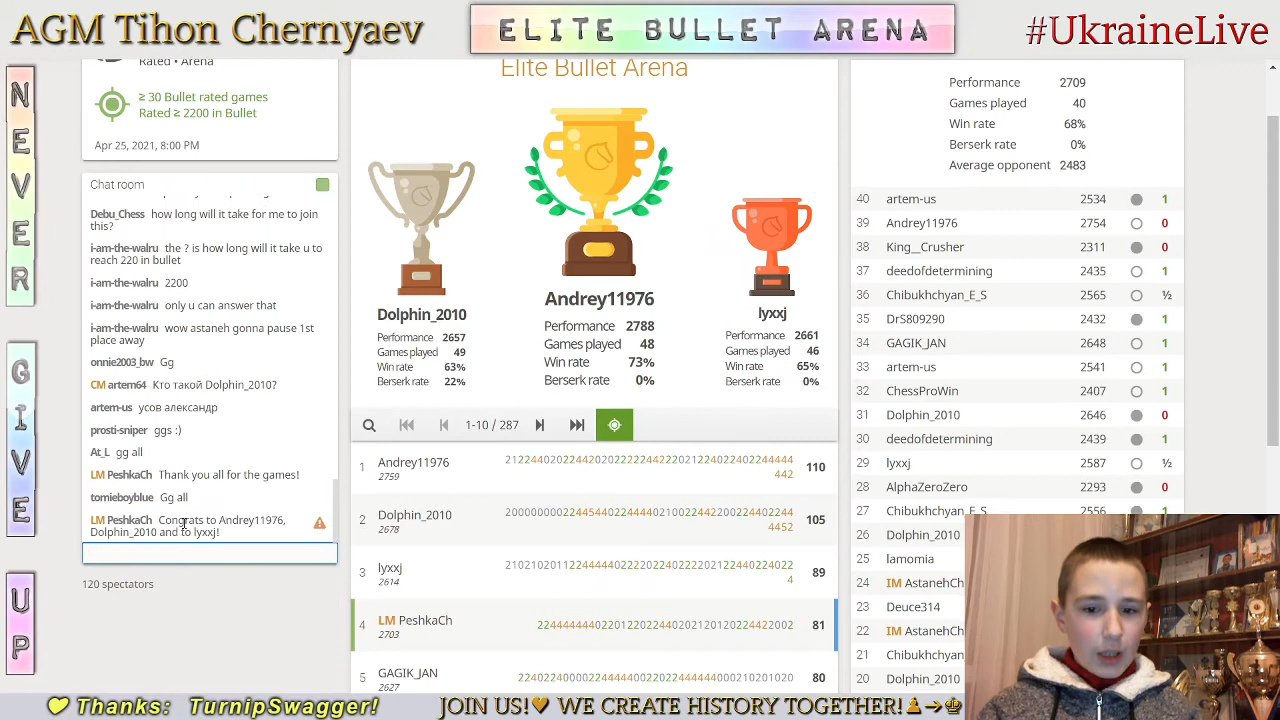 AGM Tihon Chernyaev
ELITE BULLET ARENA
#UkraineLive
NEVER
GIVE
UP
Rated • Arena
≥ 30 Bullet rated games
Rated ≥ 2200 in Bullet
Apr 25, 2021, 8:00 PM
Chat room
Debu_Chess how long will it take for me to join
this?
i-am-the-walru the ? is how long will it take u to
reach 220 in bullet
i-am-the-walru 2200
i-am-the-walru only u can answer that
i-am-the-walru wow astaneh gonna pause 1st
place away
onnie2003_bw Gg
CM artem64 Кто такой Dolphin_2010?
artem-us усов александр
prosti-sniper ggs :)
At_L gg all
LM PeshkaCh Thank you all for the games!
tomieboyblue Gg all
LM PeshkaCh Congrats to Andrey11976,
Dolphin_2010 and to lyxxj!
120 spectators
Elite Bullet Arena
Dolphin_2010
Performance 2657
Games played 49
Win rate 63%
Berserk rate 22%
Andrey11976
Performance 2788
Games played 48
Win rate 73%
Berserk rate 0%
lyxxj
Performance 2661
Games played 46
Win rate 65%
Berserk rate 0%
1-10 / 287
1 Andrey11976 110
2759
2 Dolphin_2010 105
2678
3 lyxxj 89
2614
4 LM PeshkaCh 81
2703
5 GAGIK_JAN 80
2627
Performance 2709
Games played 40
Win rate 68%
Berserk rate 0%
Average opponent 2483
40 artem-us 2534 1
39 Andrey11976 2754 0
38 King__Crusher 2311 0
37 deedofdetermining 2435 1
36 Chibukhchyan_E_S 2565 ½
35 DrS809290 2432 1
34 GAGIK_JAN 2648 1
33 artem-us 2541 1
32 ChessProWin 2407 1
31 Dolphin_2010 2646 0
30 deedofdetermining 2439 1
29 lyxxj 2587 ½
28 AlphaZeroZero 2293 0
27 Chibukhchyan_E_S 2556 1
26 Dolphin_2010
25 lamomia
24 IM AstanehCh
23 Deuce314
22 IM AstanehCh
21 Chibukhchyan
20 Dolphin_2010
Thanks: TurnipSwagger!
JOIN US! WE CREATE HISTORY TOGETHER!